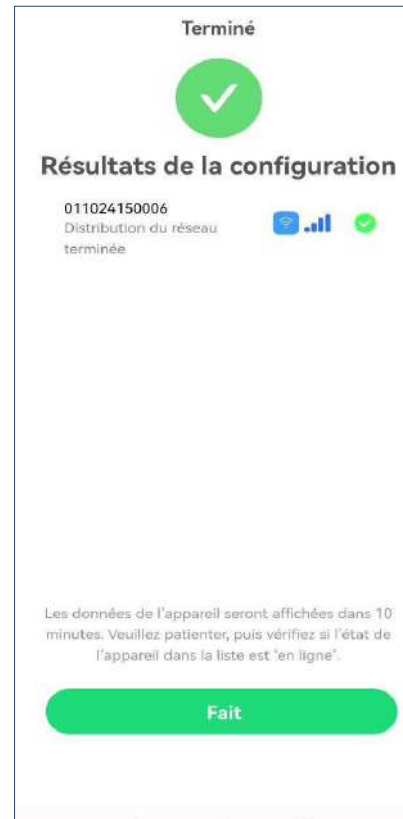 Terminé
Résultats de la configuration
011024150006
Distribution du réseau
terminée
Les données de l'appareil seront affichées dans 10
minutes. Veuillez patienter, puis vérifiez si l'état de
l'appareil dans la liste est 'en ligne'.
Fait